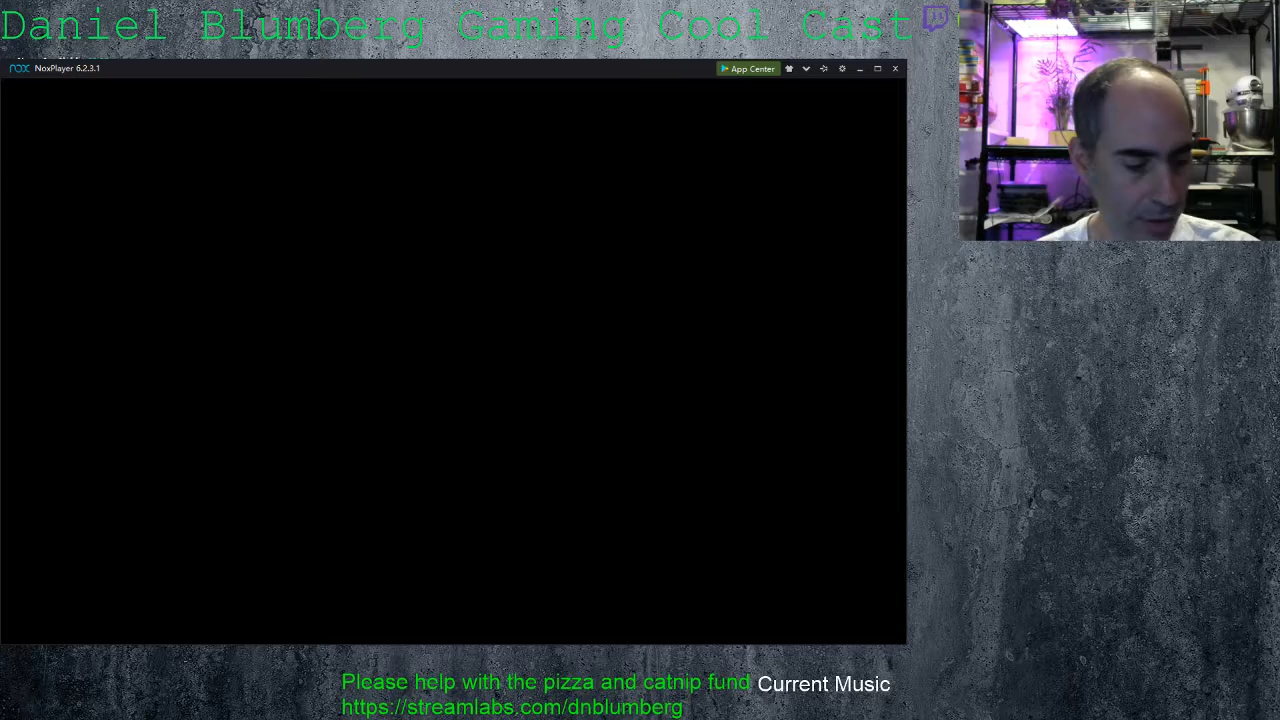 Daniel Blumberg Gaming Cool Cast
nox NoxPlayer 6.2.3.1
App Center
Please help with the pizza and catnip fund
https://streamlabs.com/dnblumberg
Current Music